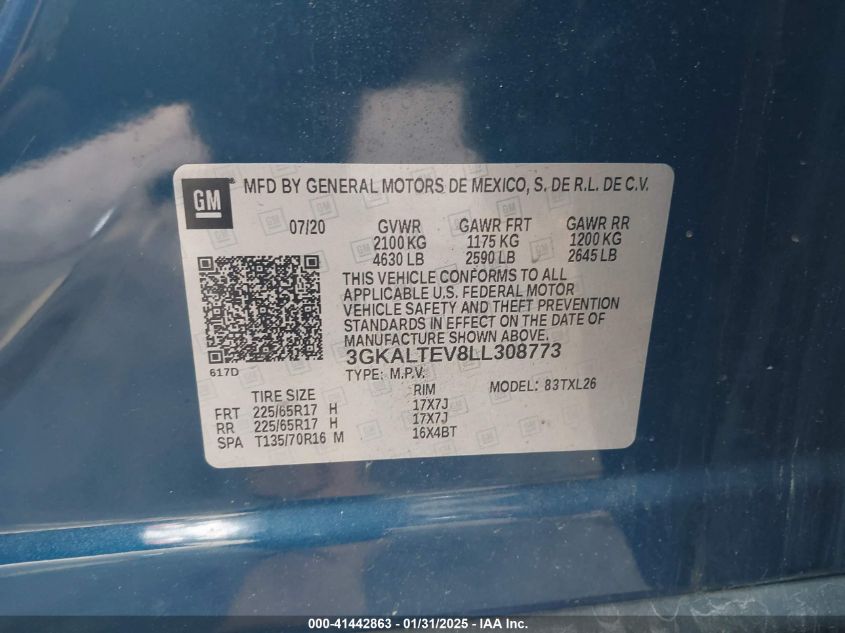 GM MFD BY GENERAL MOTORS DE MEXICO, S. DE R.L. DE C.V.
07/20 GVWR GAWR FRT GAWR RR
2100 KG 1175 KG 1200 KG
4630 LB 2590 LB 2645 LB
THIS VEHICLE CONFORMS TO ALL
APPLICABLE U.S. FEDERAL MOTOR
VEHICLE SAFETY AND THEFT PREVENTION
STANDARDS IN EFFECT ON THE DATE OF
MANUFACTURE SHOWN ABOVE.
3GKALTEV8LL308773
617D TYPE: M.P.V. MODEL: 83TXL26
TIRE SIZE RIM
FRT 225/65R17 H 17X7J
RR 225/65R17 H 17X7J
SPA T135/70R16 M 16X4BT
000-41442863 - 01/31/2025 - IAA Holdings, LLC.